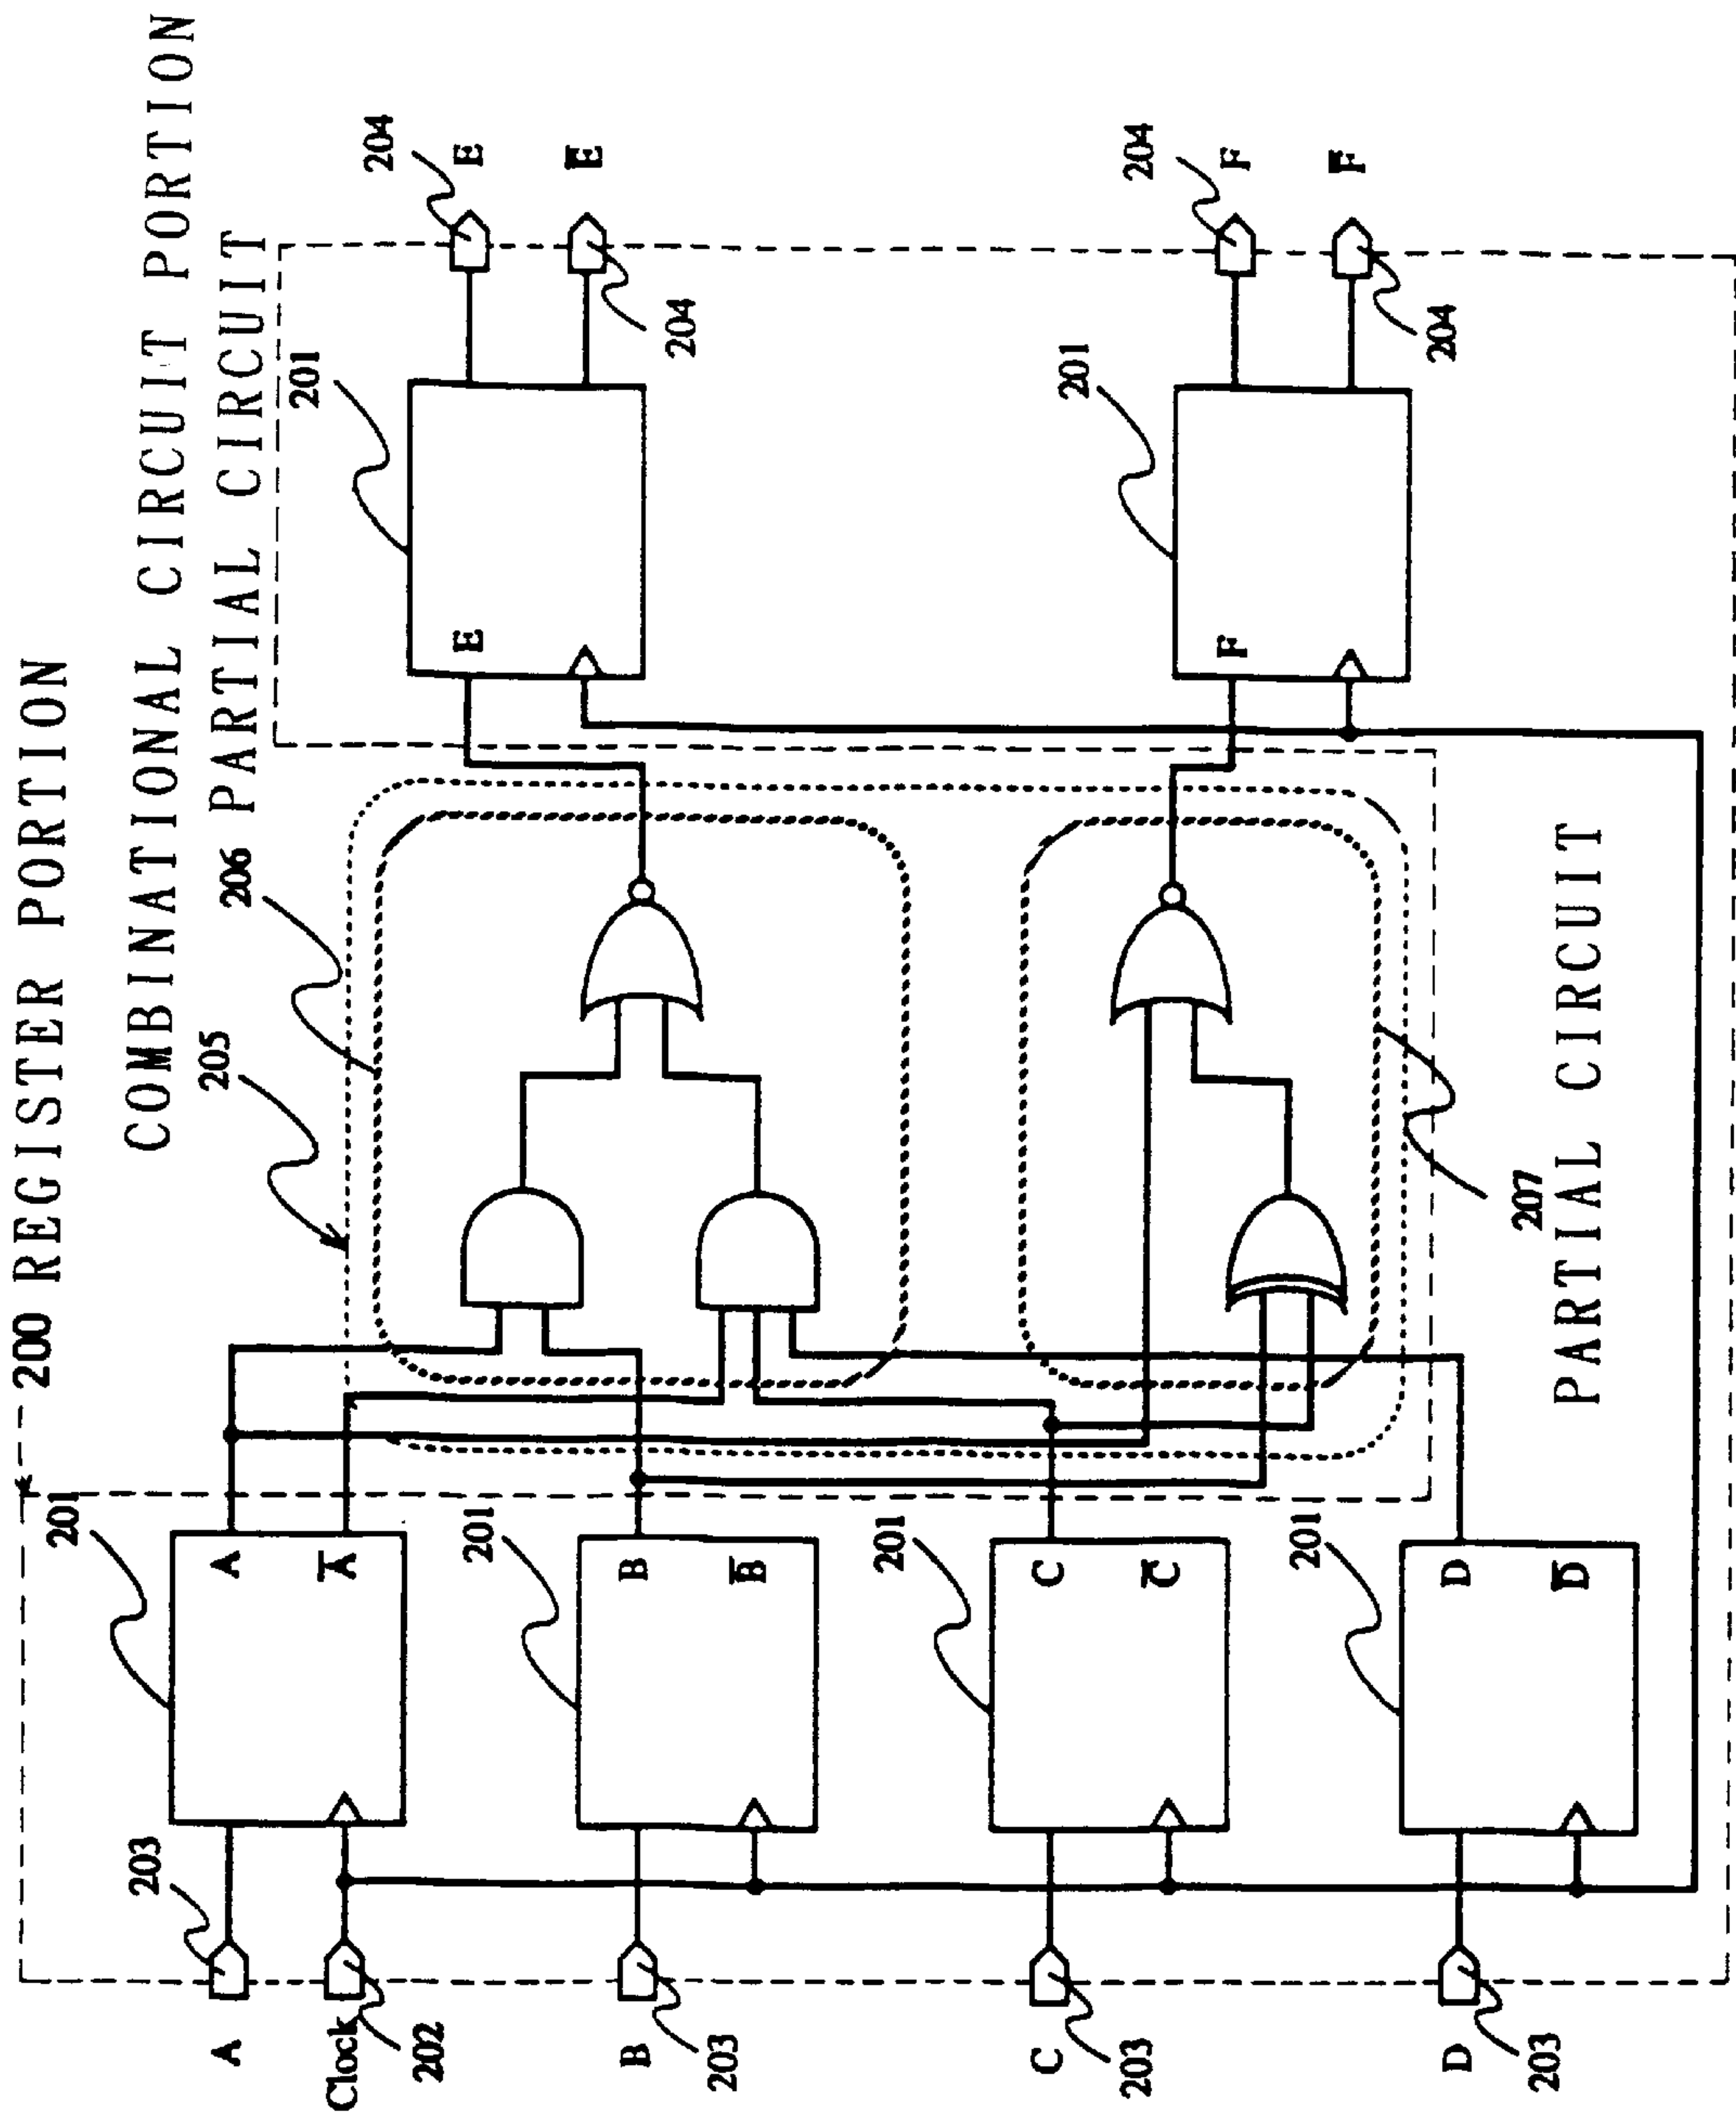 200 REGISTER PORTION
COMBINATIONAL CIRCUIT PORTION
205
206 PARTIAL CIRCUIT
A
203
201
A
A̅
Clock
202
B
203
201
B
B̅
C
203
201
C
C̅
D
203
201
D
D̅
201
E
204
E
E̅
204
201
F
204
F
F̅
204
207
PARTIAL CIRCUIT